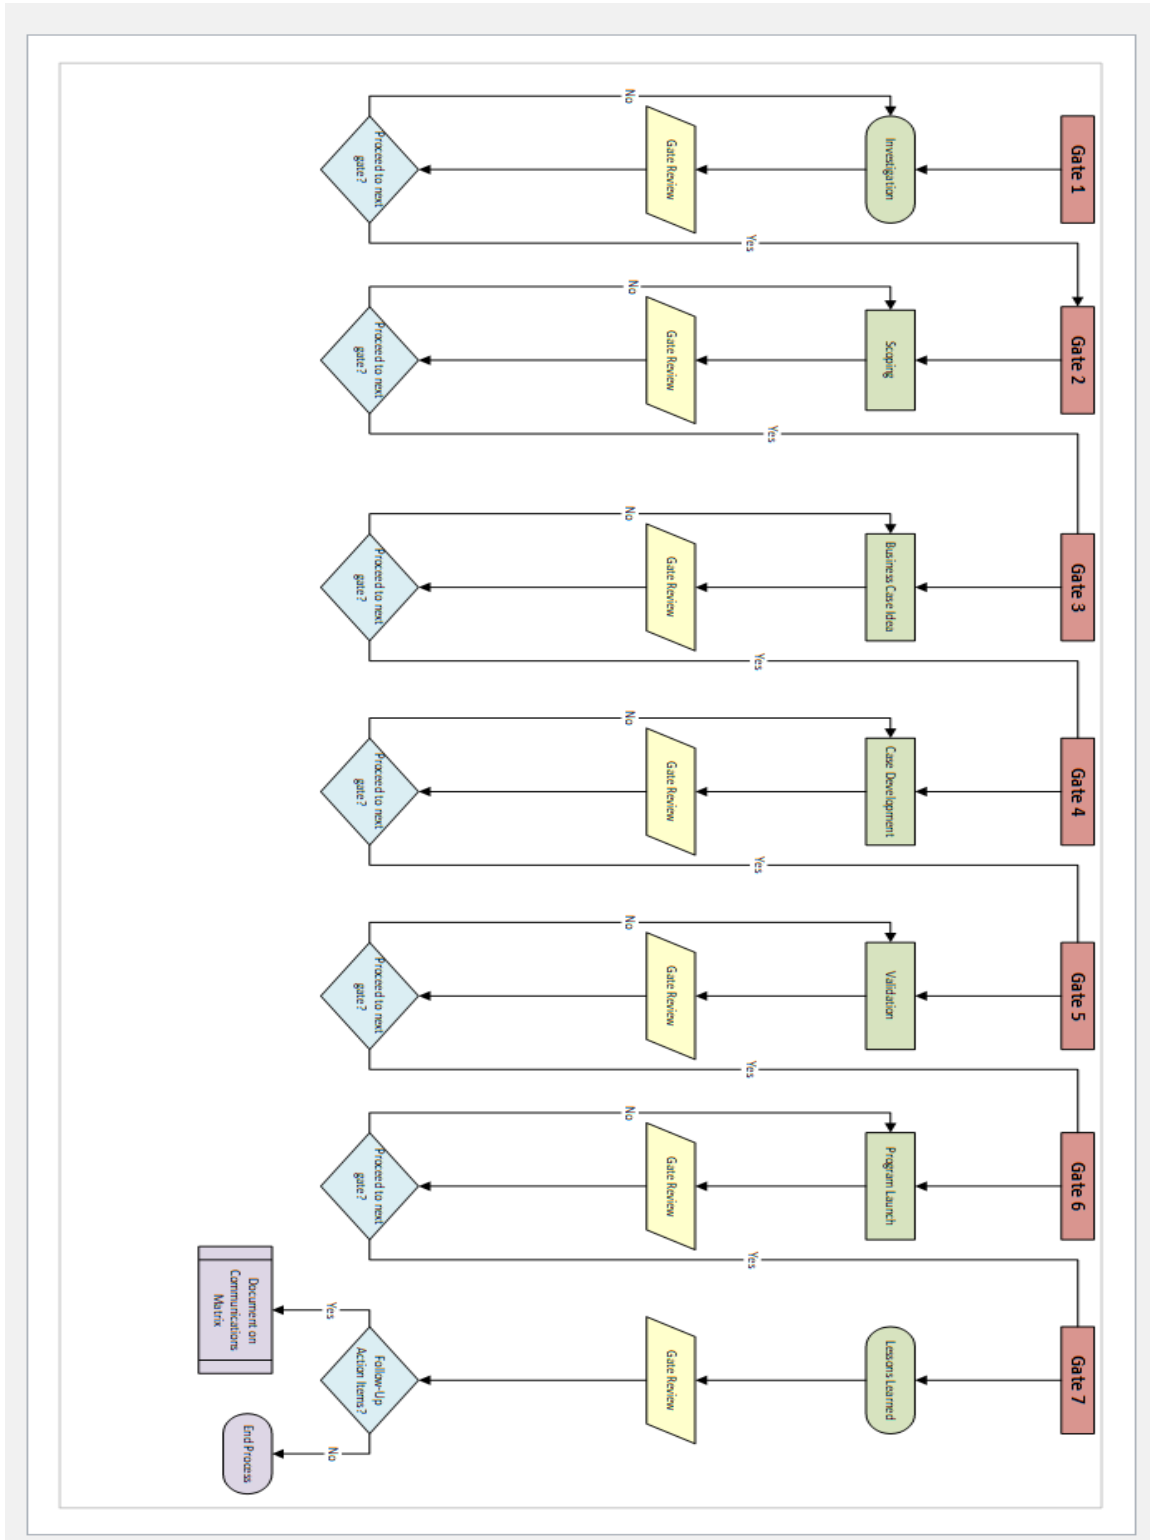 Gate 1
Investigation
Gate Review
Proceed to next
gate?
No
Yes
Gate 2
Scoping
Gate Review
Proceed to next
gate?
No
Yes
Gate 3
Business Case Idea
Gate Review
Proceed to next
gate?
No
Yes
Gate 4
Case Development
Gate Review
Proceed to next
gate?
No
Yes
Gate 5
Validation
Gate Review
Proceed to next
gate?
No
Yes
Gate 6
Program Launch
Gate Review
Proceed to next
gate?
No
Yes
Gate 7
Lessons Learned
Gate Review
Follow-Up
Action Items?
Yes
No
Document on
Communications
Matrix
End Process